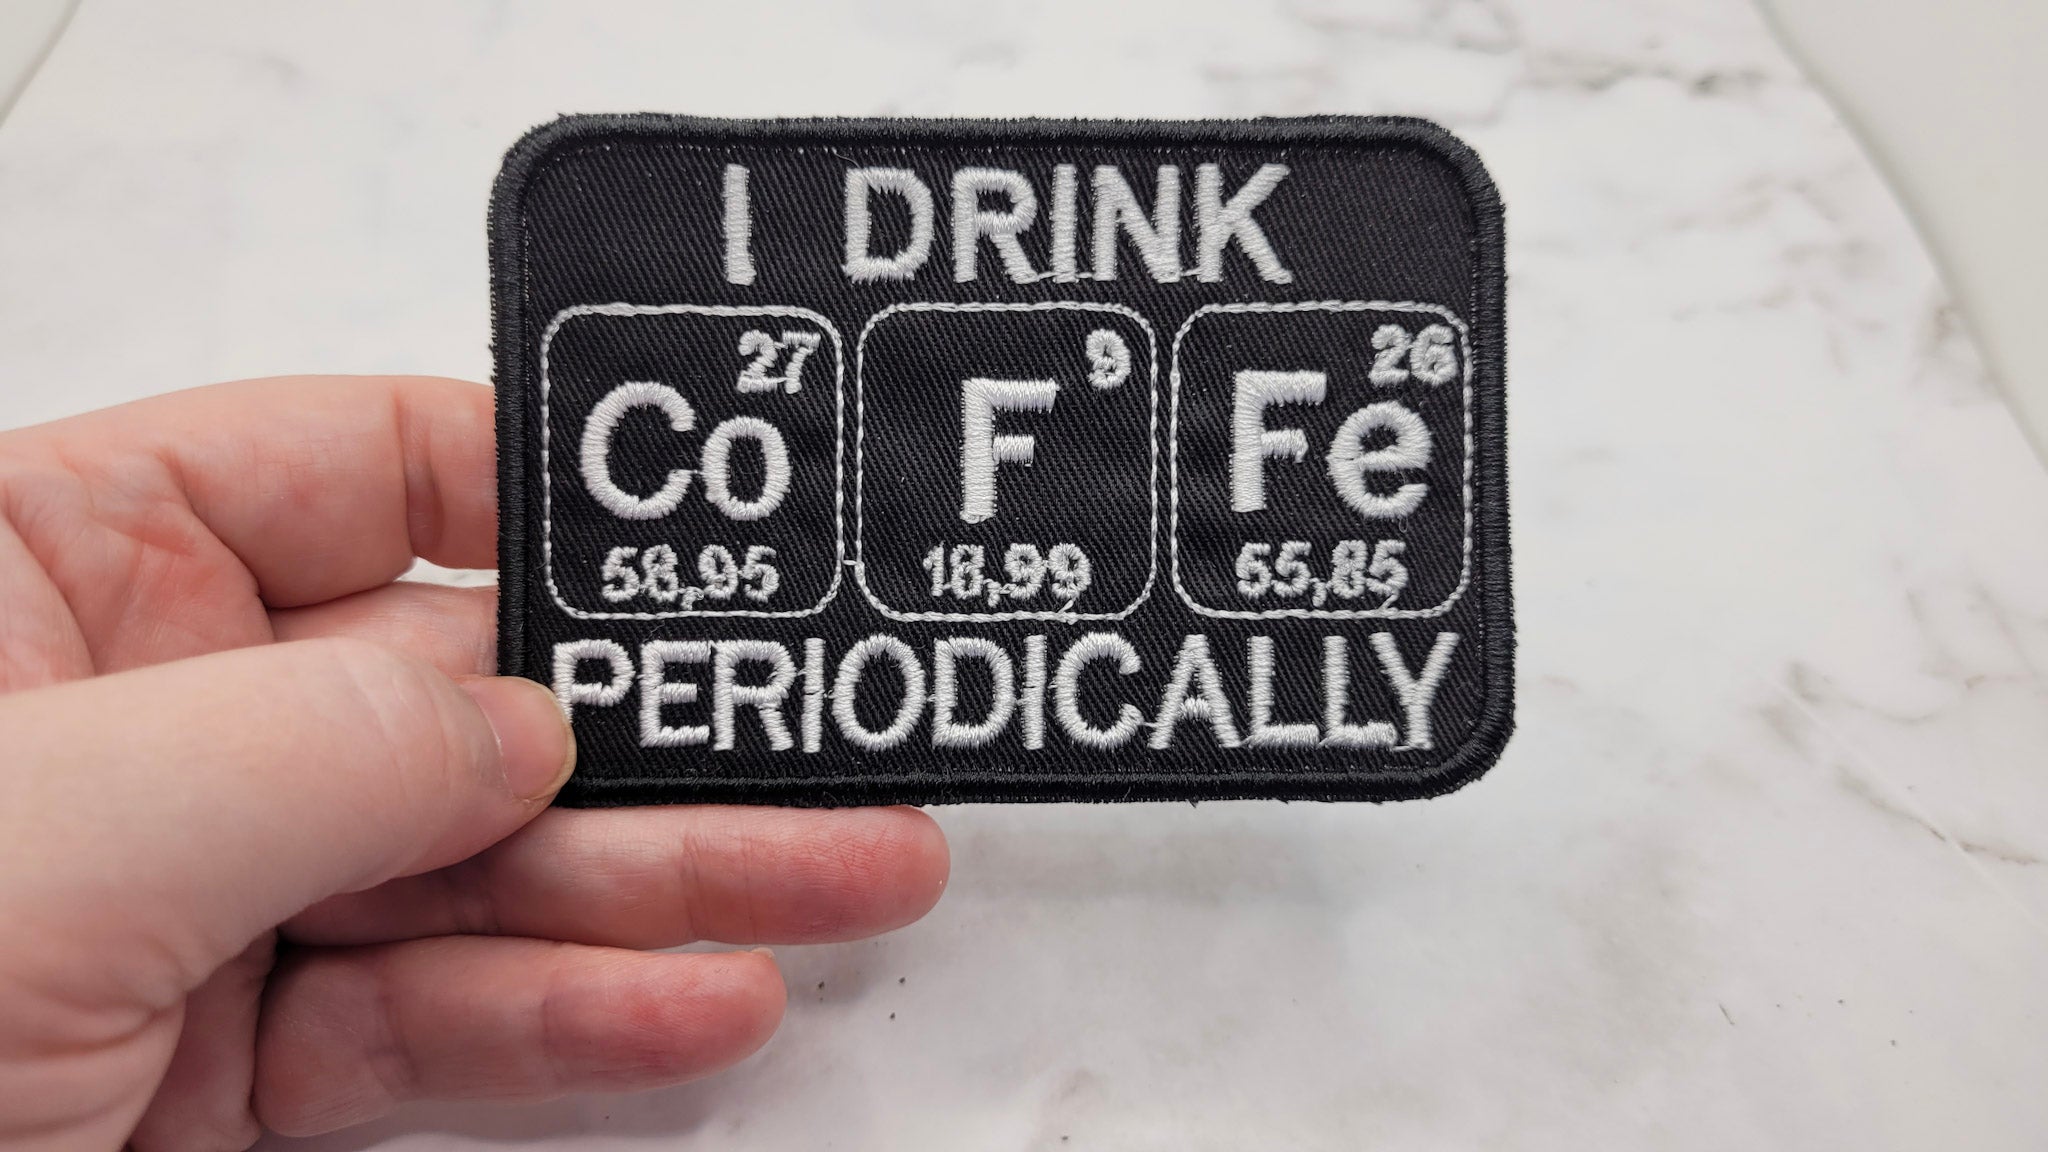 I DRINK
27 9 26
Co F Fe
58,95 18,99 55,85
PERIODICALLY